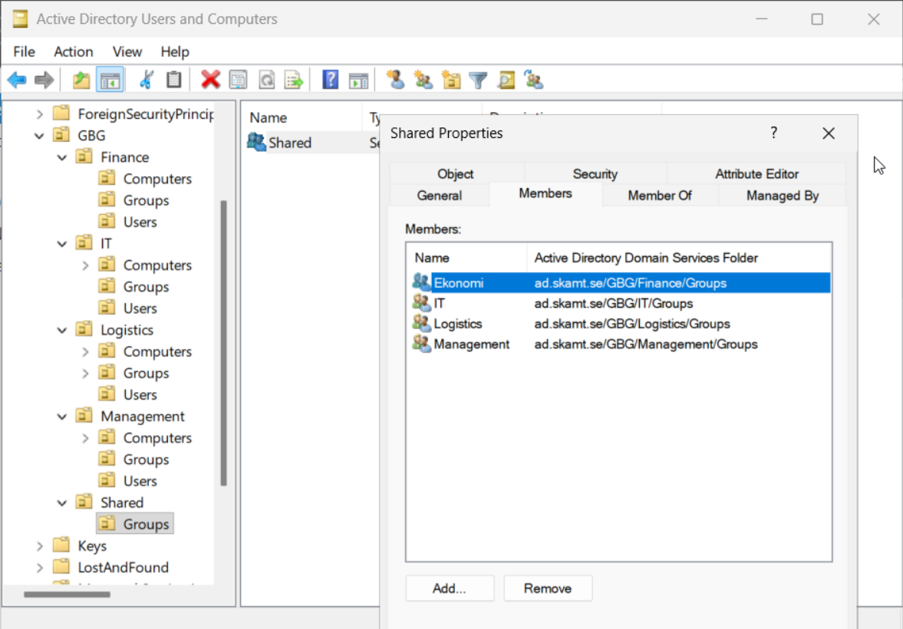 Active Directory Users and Computers
File Action View Help
ForeignSecurityPrincip
GBG
Finance
Computers
Groups
Users
IT
Computers
Groups
Users
Logistics
Computers
Groups
Users
Management
Computers
Groups
Users
Shared
Groups
Keys
LostAndFound
Name
Shared
Shared Properties
?
Object Security Attribute Editor
General Members Member Of Managed By
Members:
Name Active Directory Domain Services Folder
Ekonomi ad.skamt.se/GBG/Finance/Groups
IT ad.skamt.se/GBG/IT/Groups
Logistics ad.skamt.se/GBG/Logistics/Groups
Management ad.skamt.se/GBG/Management/Groups
Add... Remove